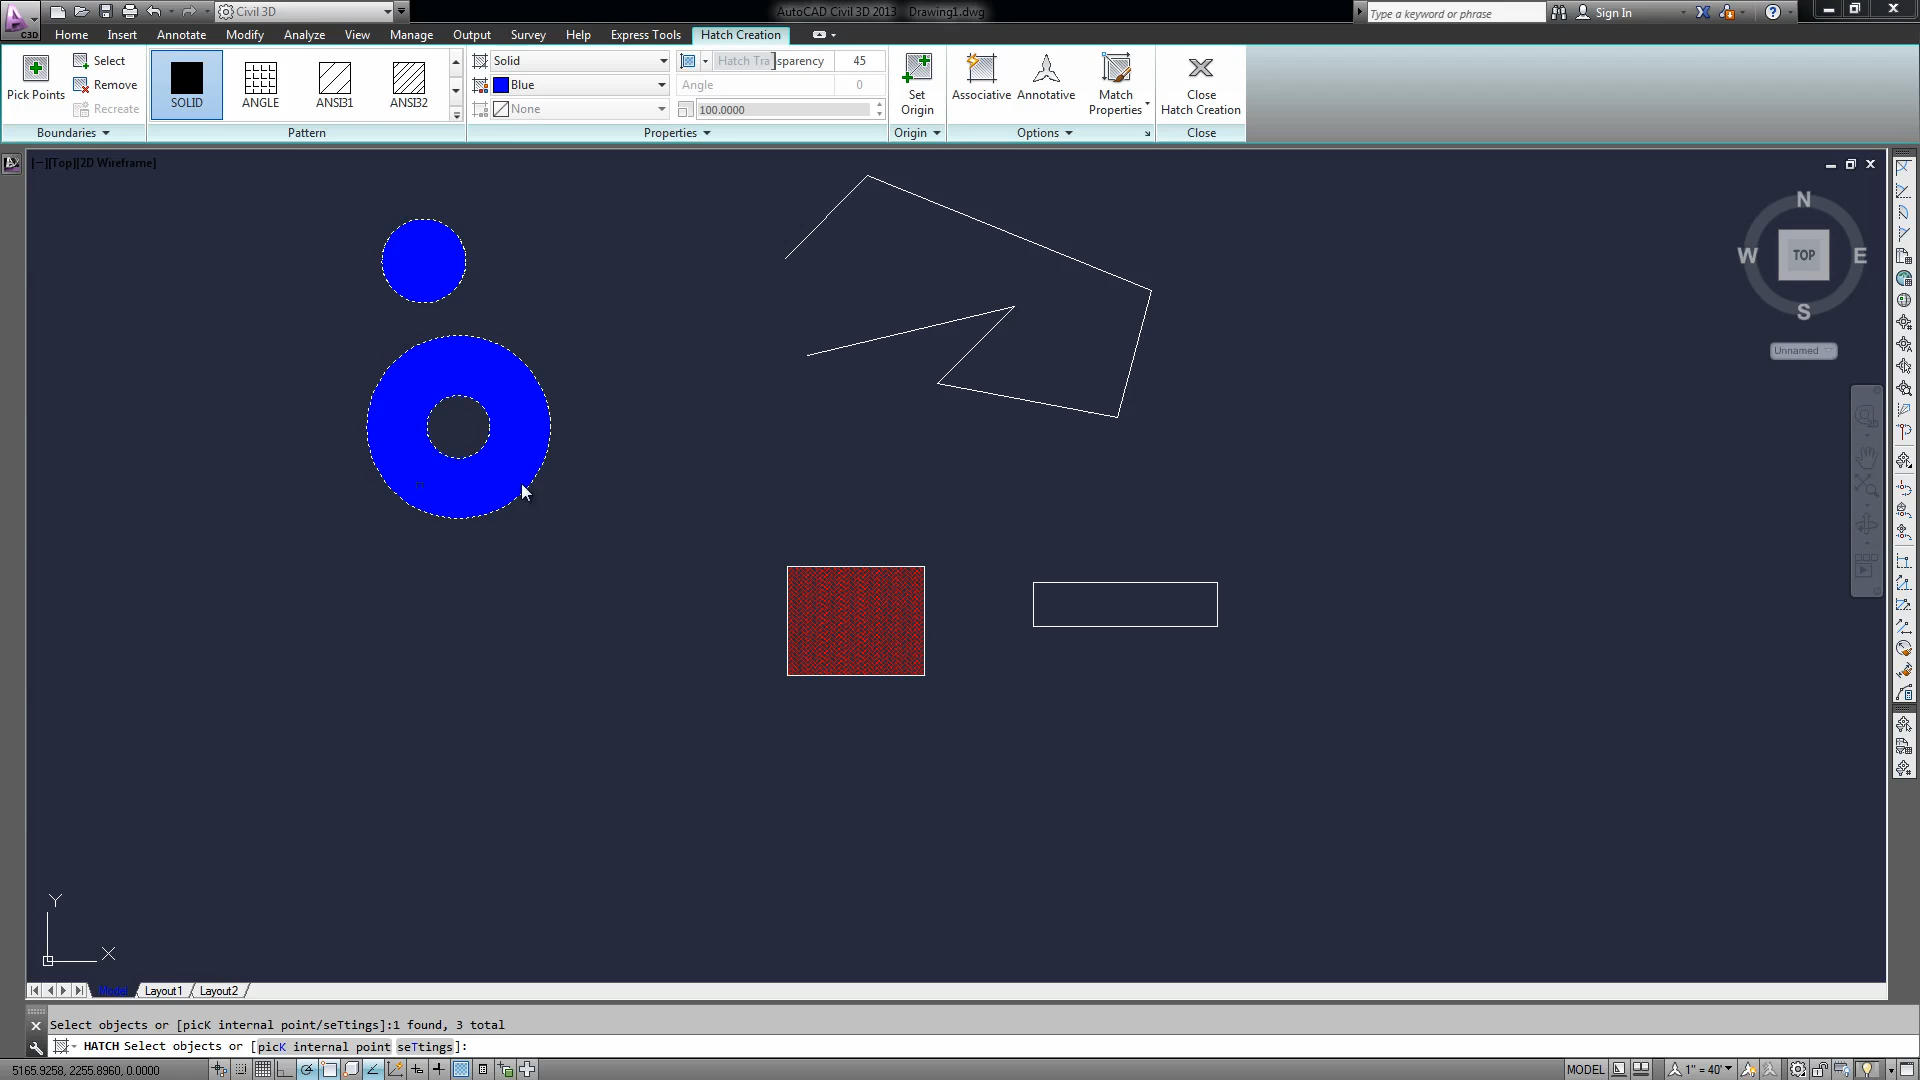 Civil 3D
AutoCAD Civil 3D 2013 Drawing1.dwg
Type a keyword or phrase
Sign In
C3D
Home Insert Annotate Modify Analyze View Manage Output Survey Help Express Tools Hatch Creation
Pick Points
Select
Remove
Recreate
SOLID ANGLE ANSI31 ANSI32
Solid
Blue
None
Hatch Tra sparency 45
Angle 0
100.0000
Set Origin
Associative Annotative Match Properties
Close Hatch Creation
Boundaries Pattern Properties Origin Options Close
[−][Top][2D Wireframe]
N
W TOP E
S
Unnamed
Y
X
Model Layout1 Layout2
Select objects or [picK internal point/seTtings]:1 found, 3 total
HATCH Select objects or [picK internal point seTtings]:
5165.9258, 2255.8960, 0.0000
MODEL
1" = 40'